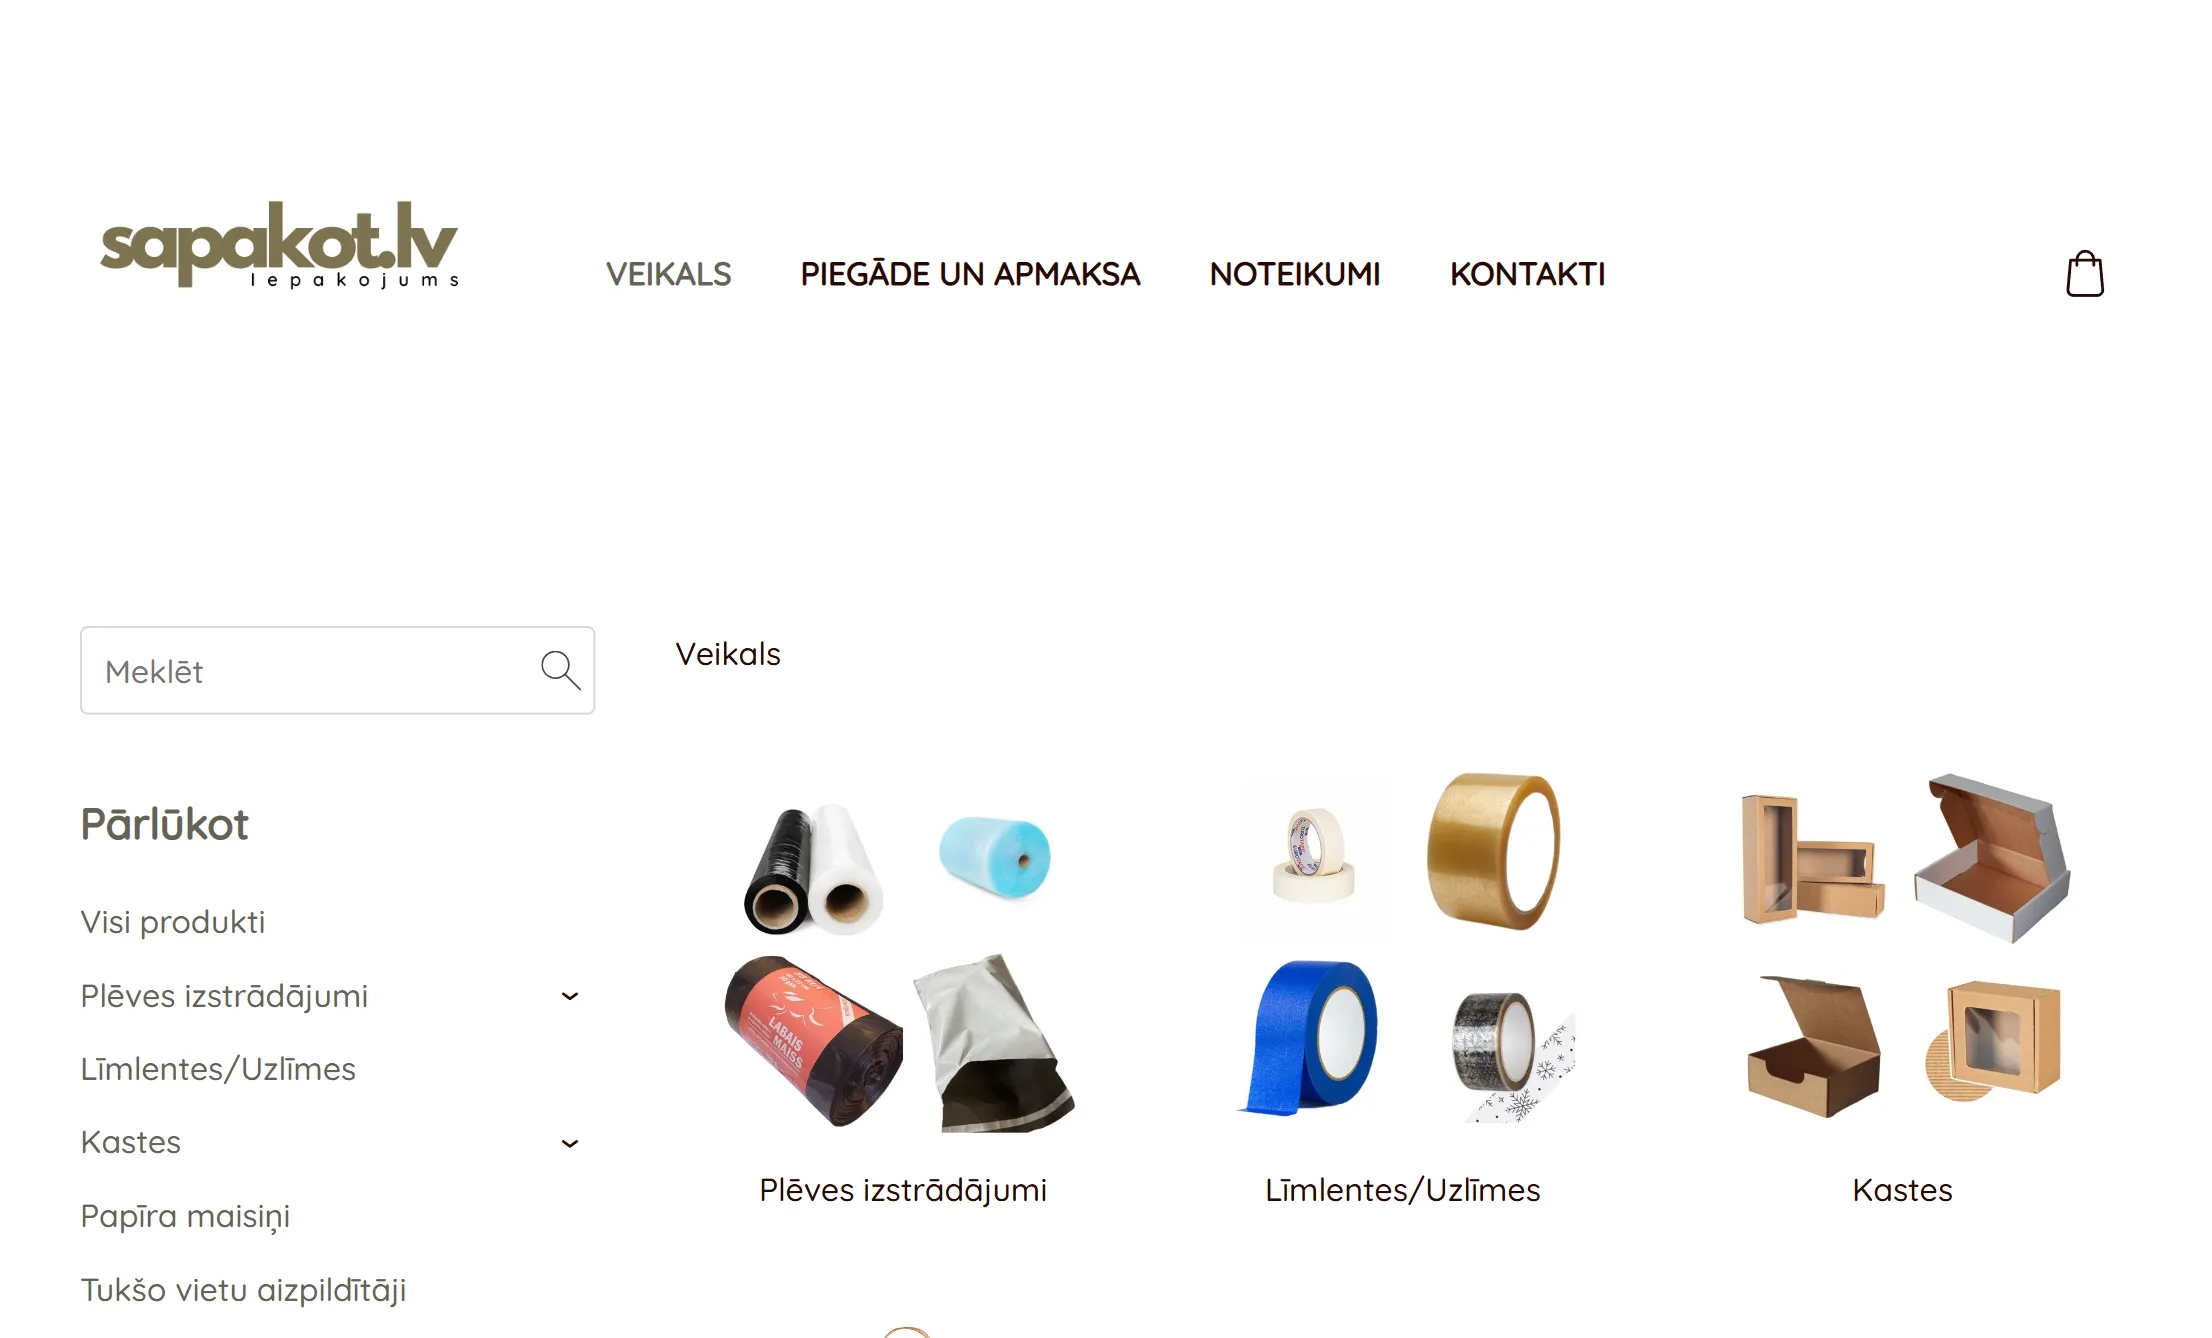 sapakot.lv
Iepakojums
VEIKALS
PIEGĀDE UN APMAKSA
NOTEIKUMI
KONTAKTI
Meklēt
Veikals
Pārlūkot
Visi produkti
Plēves izstrādājumi
Līmlentes/Uzlīmes
Kastes
Papīra maisiņi
Tukšo vietu aizpildītāji
LABAIS
MAISS
Plēves izstrādājumi
Līmlentes/Uzlīmes
Kastes